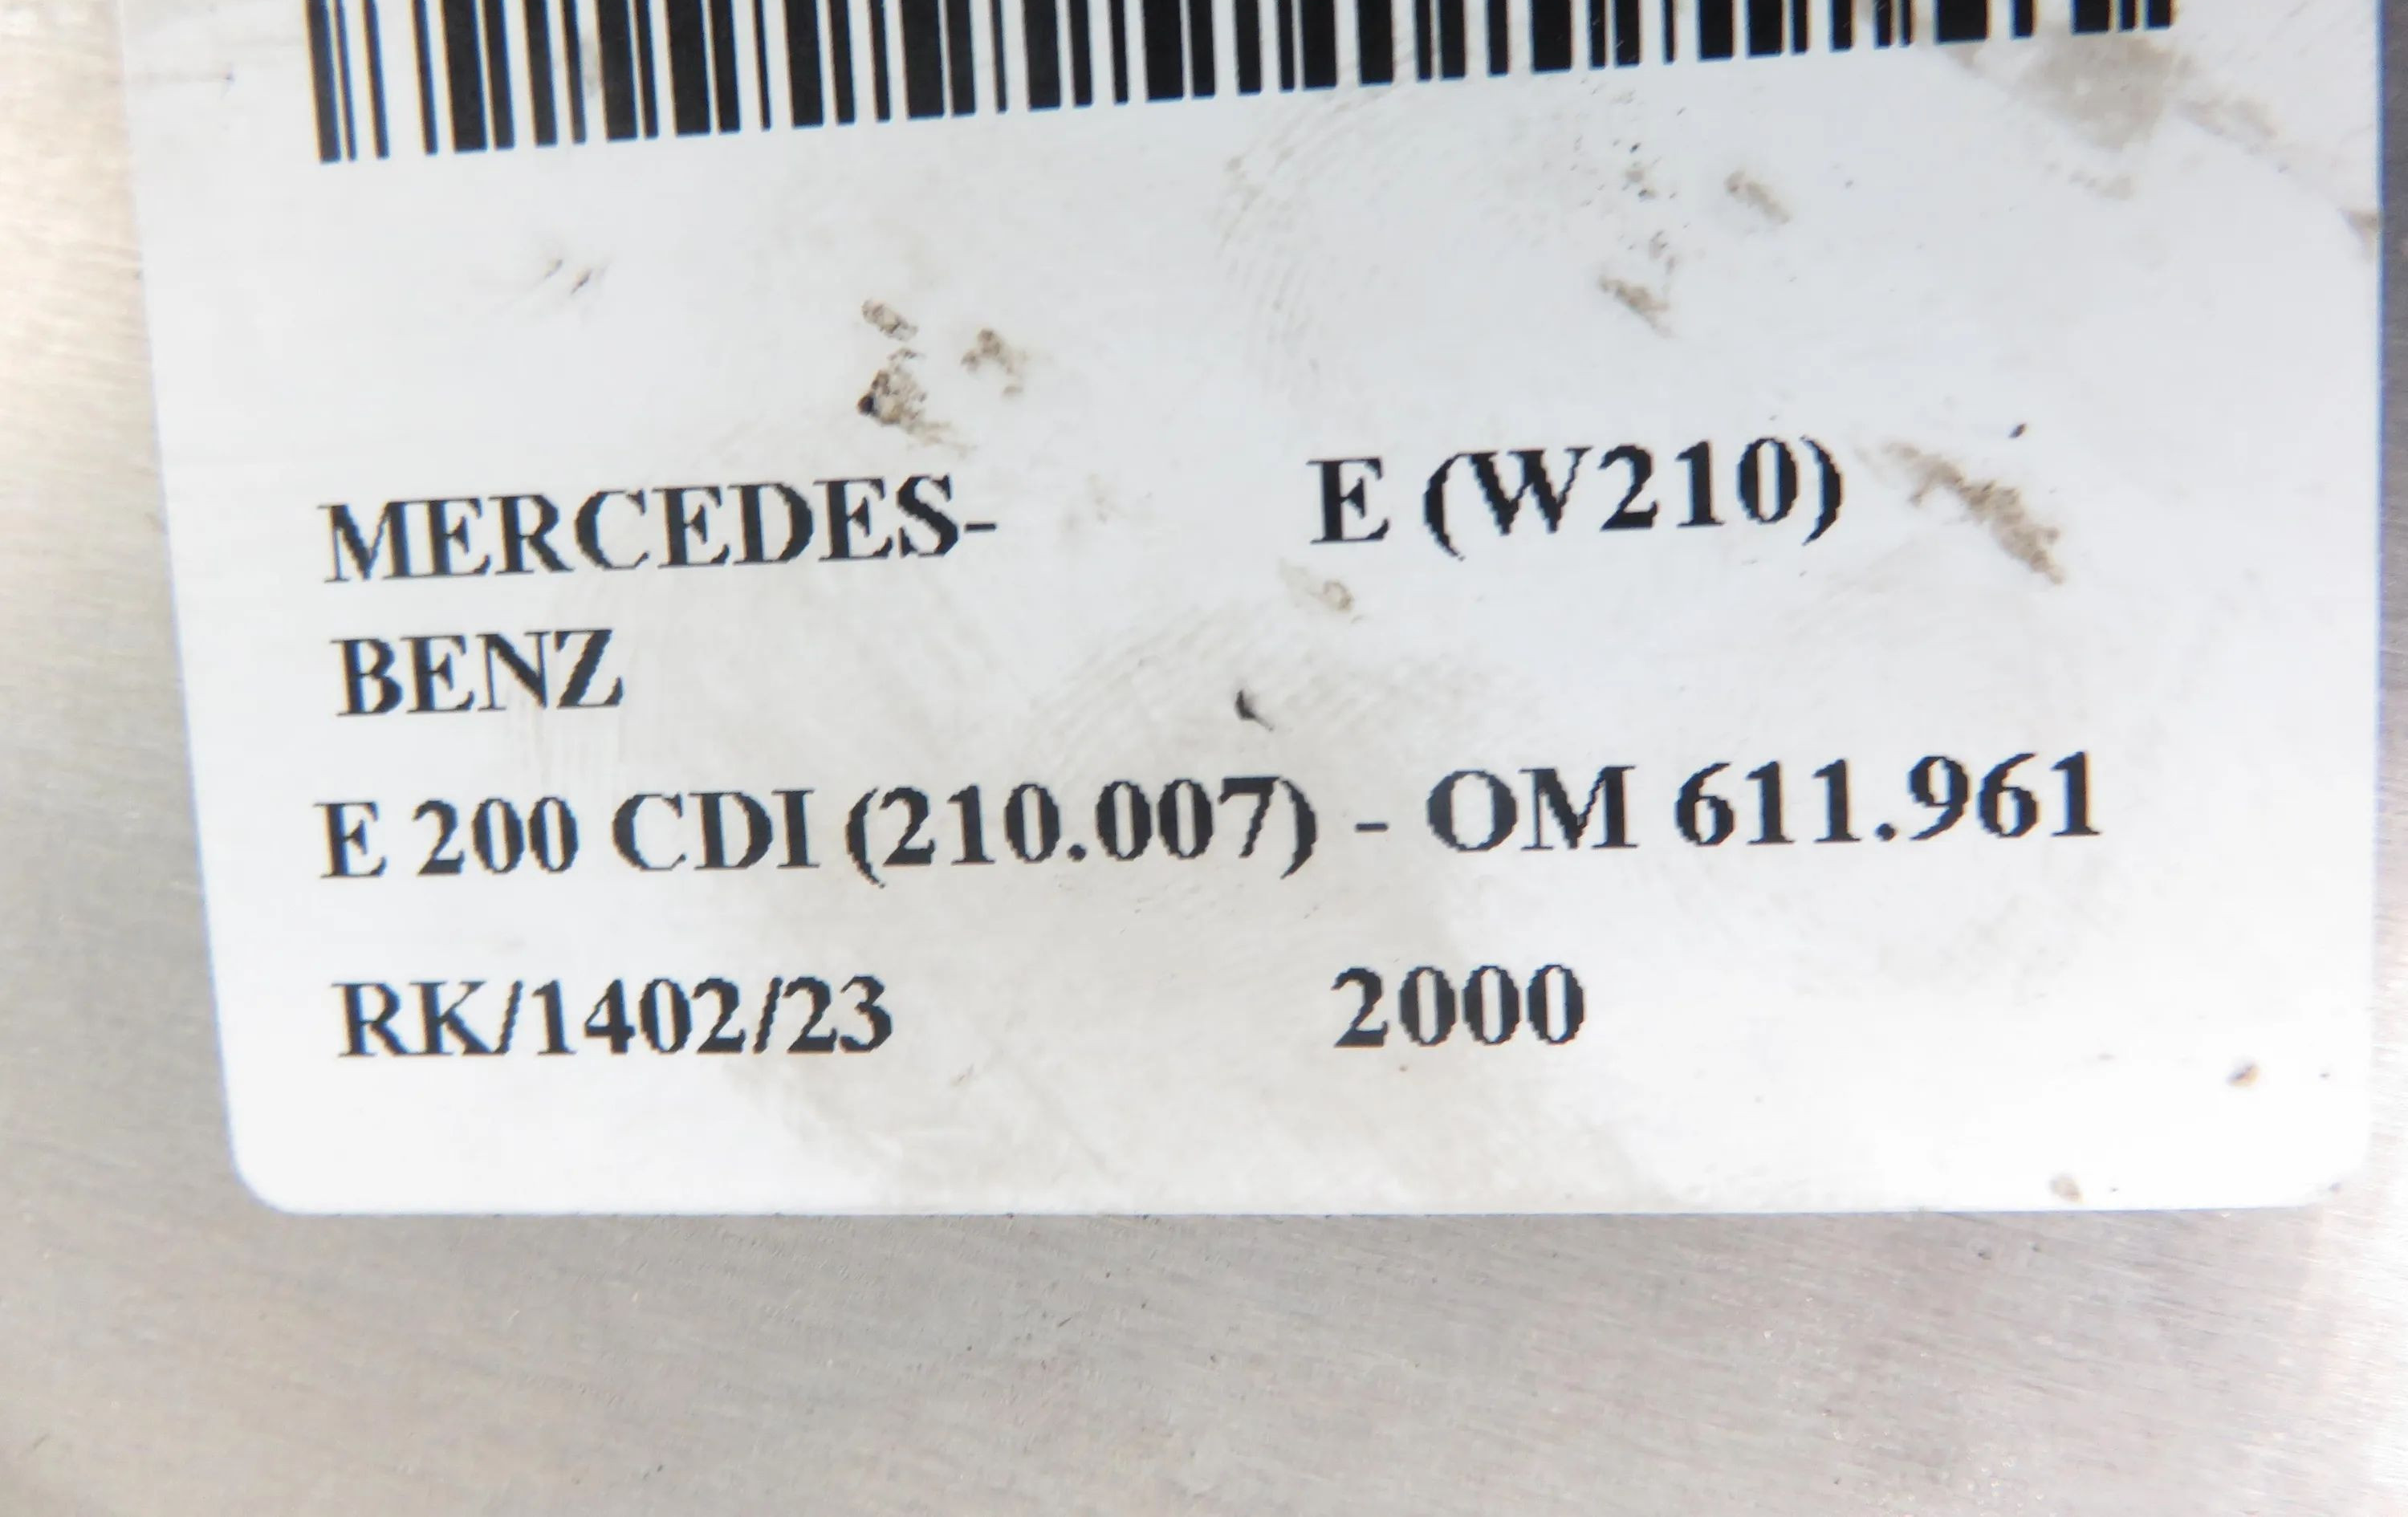 MERCEDES- E (W210)
BENZ
E 200 CDI (210.007) - OM 611.961
RK/1402/23 2000